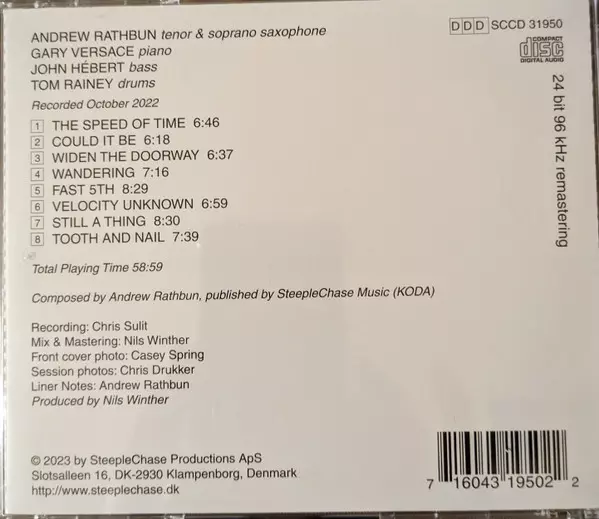 ANDREW RATHBUN tenor & soprano saxophone
GARY VERSACE piano
JOHN HÉBERT bass
TOM RAINEY drums
Recorded October 2022
1 THE SPEED OF TIME 6:46
2 COULD IT BE 6:18
3 WIDEN THE DOORWAY 6:37
4 WANDERING 7:16
5 FAST 5TH 8:29
6 VELOCITY UNKNOWN 6:59
7 STILL A THING 8:30
8 TOOTH AND NAIL 7:39
Total Playing Time 58:59
Composed by Andrew Rathbun, published by SteepleChase Music (KODA)
Recording: Chris Sulit
Mix & Mastering: Nils Winther
Front cover photo: Casey Spring
Session photos: Chris Drukker
Liner Notes: Andrew Rathbun
Produced by Nils Winther
© 2023 by SteepleChase Productions ApS
Slotsalleen 16, DK-2930 Klampenborg, Denmark
http://www.steeplechase.dk
DDD SCCD 31950
COMPACT
disc
DIGITAL AUDIO
24 bit 96 kHz remastering
7 16043 19502 2